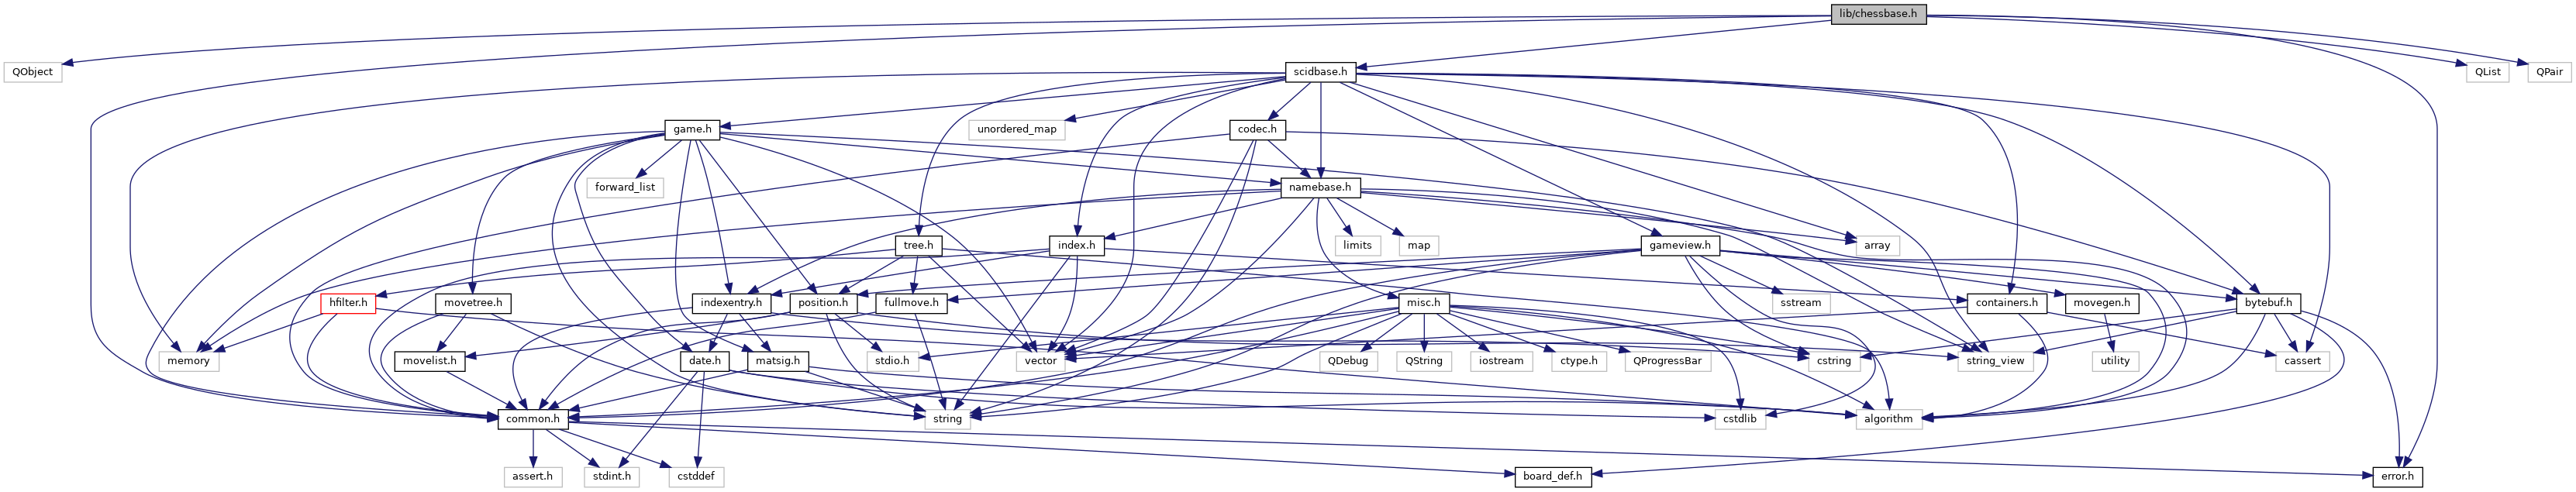 lib/chessbase.h
QObject
scidbase.h
QList
QPair
game.h
unordered_map
codec.h
forward_list
namebase.h
tree.h
index.h
limits
map
gameview.h
array
hfilter.h
movetree.h
indexentry.h
position.h
fullmove.h
misc.h
sstream
containers.h
movegen.h
bytebuf.h
memory
movelist.h
date.h
matsig.h
stdio.h
vector
QDebug
QString
iostream
ctype.h
QProgressBar
cstring
string_view
utility
cassert
common.h
string
cstdlib
algorithm
assert.h
stdint.h
cstddef
board_def.h
error.h